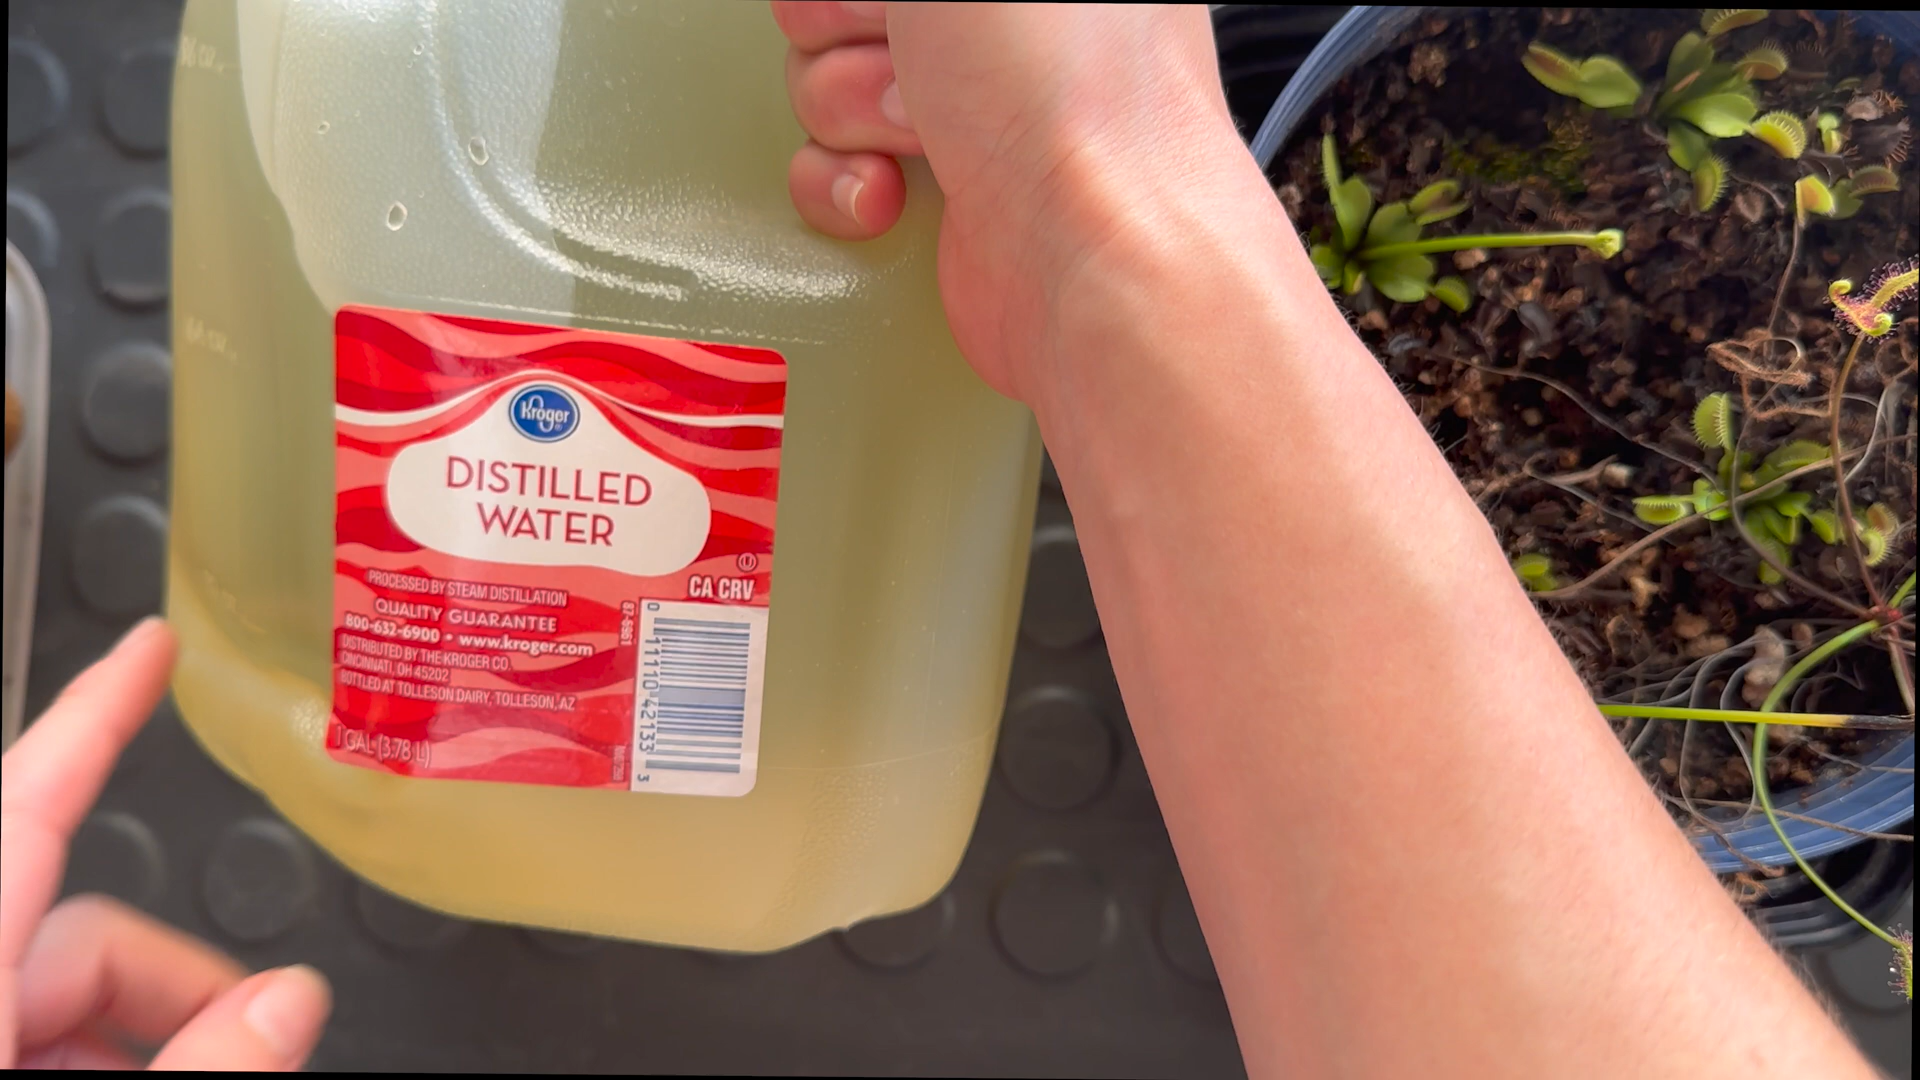 Kroger
DISTILLED
WATER
CA CRV
PROCESSED BY STEAM DISTILLATION
QUALITY GUARANTEE
800-632-6900 • www.kroger.com
DISTRIBUTED BY THE KROGER CO.
CINCINNATI, OH 45202
BOTTLED AT TOLLESON DAIRY, TOLLESON, AZ
1 GAL (3.78 L)
0 11110 42133 3